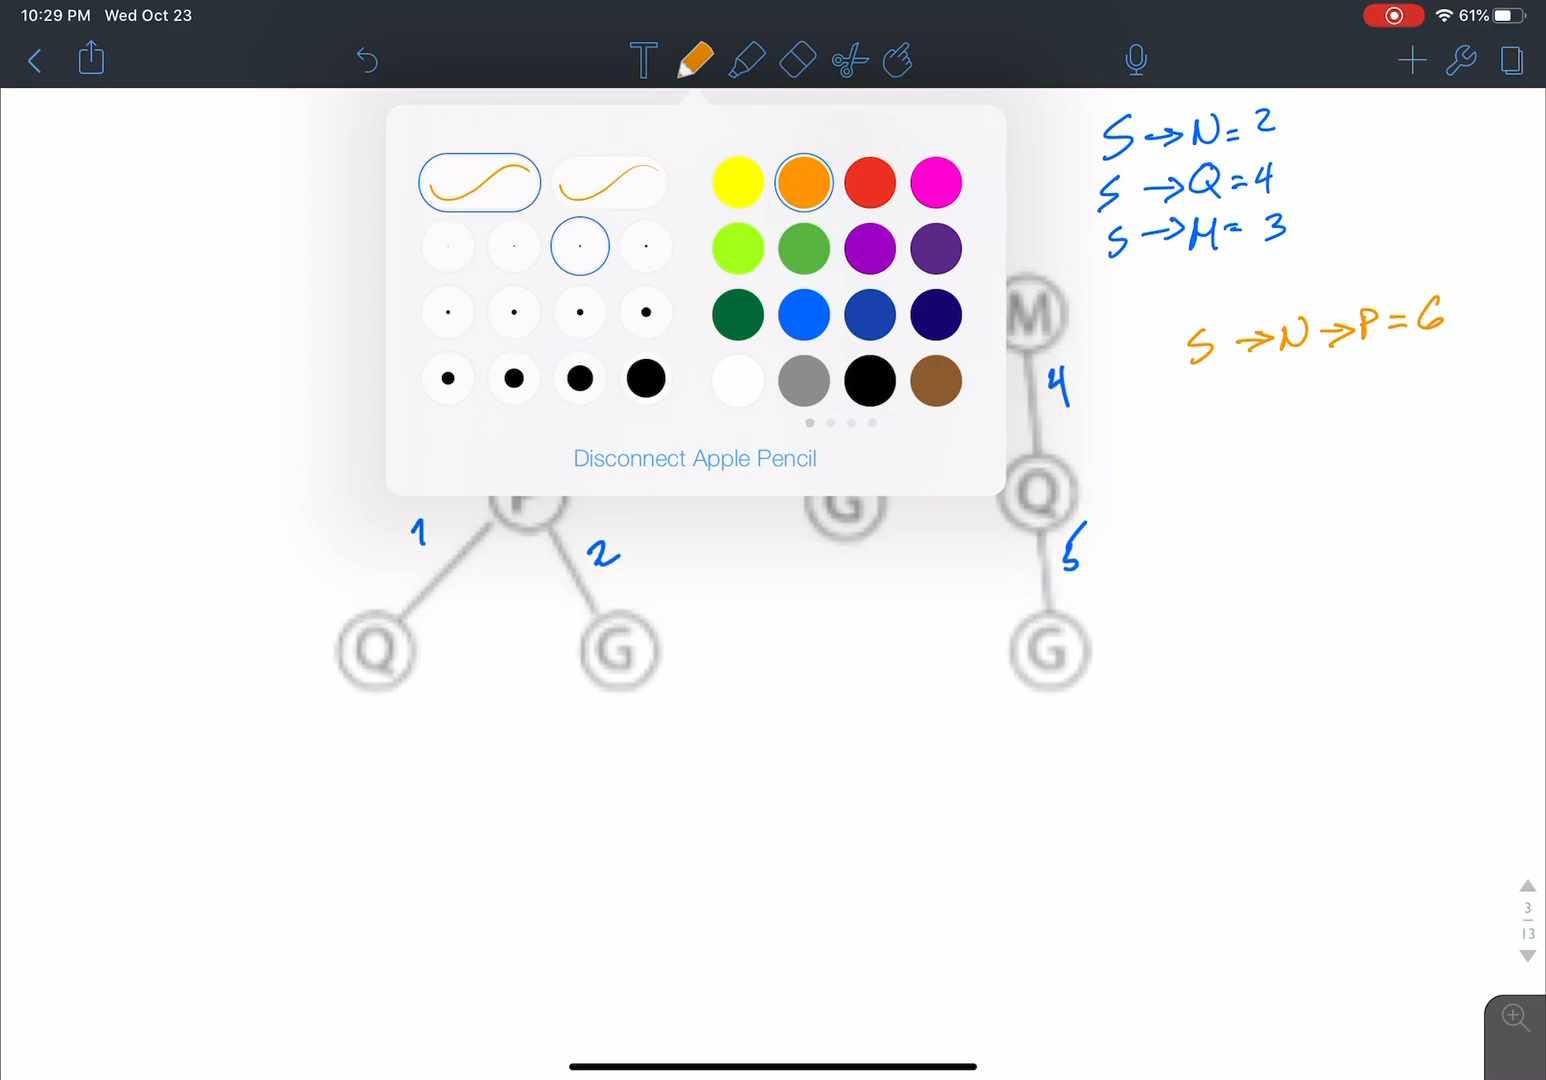 10:29 PM Wed Oct 23
61%
T
S → N = 2
S → Q = 4
S → M = 3
M
S → N → P = 6
4
Disconnect Apple Pencil
P
G
Q
1
2
5
Q
G
G
3
13